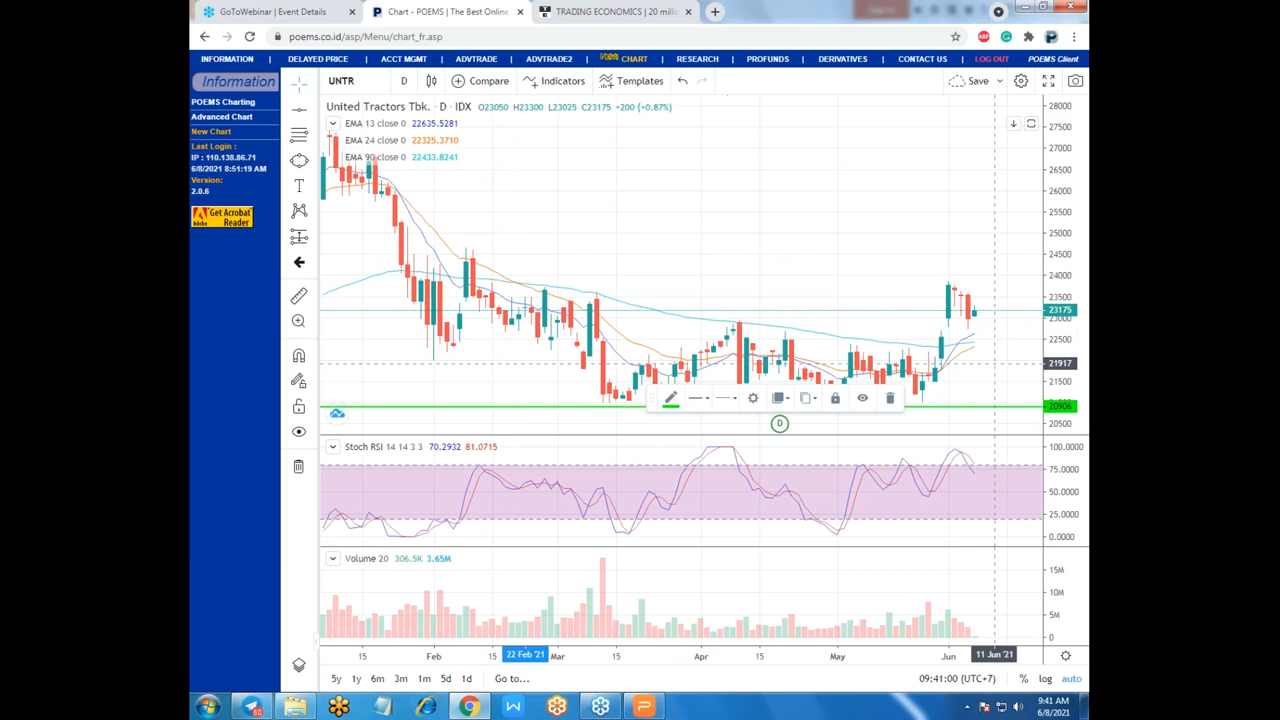 GoToWebinar | Event Details
Chart - POEMS | The Best Online
TRADING ECONOMICS | 20 milli
poems.co.id/asp/Menu/chart_fr.asp
INFORMATION | DELAYED PRICE | ACCT MGMT | ADVTRADE | ADVTRADE2 | CHART | RESEARCH | PROFUNDS | DERIVATIVES | CONTACT US | LOG OUT POEMS Client
Information
POEMS Charting
Advanced Chart
New Chart
Last Login :
IP : 110.138.86.71
6/8/2021 8:51:19 AM
Version:
2.0.6
Get Acrobat
Reader
Adobe
UNTR D Compare Indicators Templates Save
United Tractors Tbk. · D · IDX O23050 H23300 L23025 C23175 +200 (+0.87%)
EMA 13 close 0 22635.5281
EMA 24 close 0 22325.3710
EMA 90 close 0 22433.8241
28000
27500
27000
26500
26000
25500
25000
24500
24000
23500
23175
23000
22500
21917
21500
20906
20500
D
Stoch RSI 14 14 3 3 70.2932 81.0715
100.0000
75.0000
50.0000
25.0000
0.0000
Volume 20 306.5K 3.65M
15M
10M
5M
0
15 Feb 15 22 Feb '21 Mar 15 Apr 15 May Jun 11 Jun '21
5y 1y 6m 3m 1m 5d 1d Go to... 09:41:00 (UTC+7) % log auto
60
9:41 AM
6/8/2021